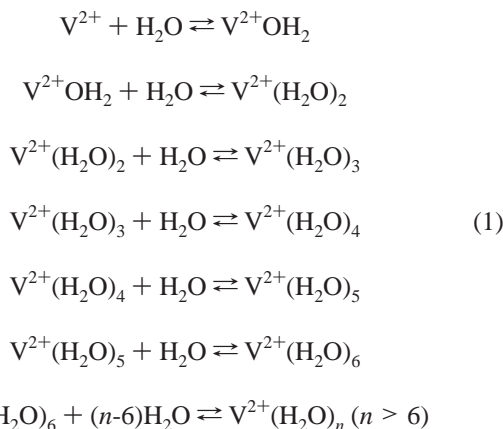 V²⁺ + H₂O ⇌ V²⁺OH₂
V²⁺OH₂ + H₂O ⇌ V²⁺(H₂O)₂
V²⁺(H₂O)₂ + H₂O ⇌ V²⁺(H₂O)₃
V²⁺(H₂O)₃ + H₂O ⇌ V²⁺(H₂O)₄ (1)
V²⁺(H₂O)₄ + H₂O ⇌ V²⁺(H₂O)₅
V²⁺(H₂O)₅ + H₂O ⇌ V²⁺(H₂O)₆
H₂O)₆ + (n-6)H₂O ⇌ V²⁺(H₂O)ₙ (n > 6)